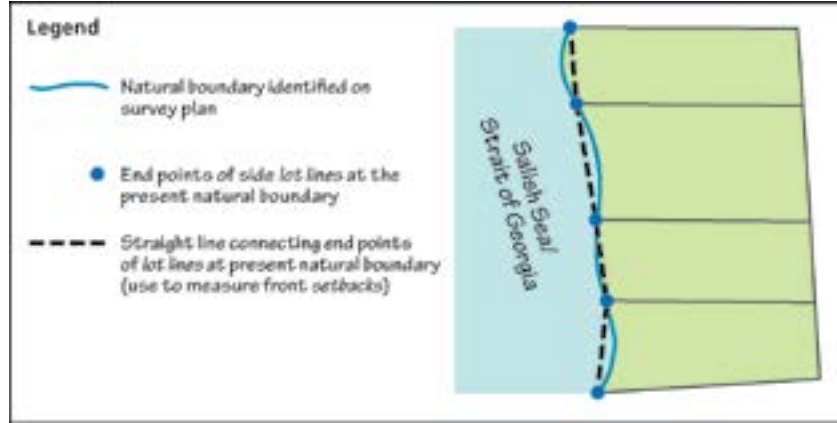 Legend
Natural boundary identified on
survey plan
End points of side lot lines at the
present natural boundary
Straight line connecting end points
of lot lines at present natural boundary
(use to measure front setbacks)
Salish Sea/
Strait of Georgia